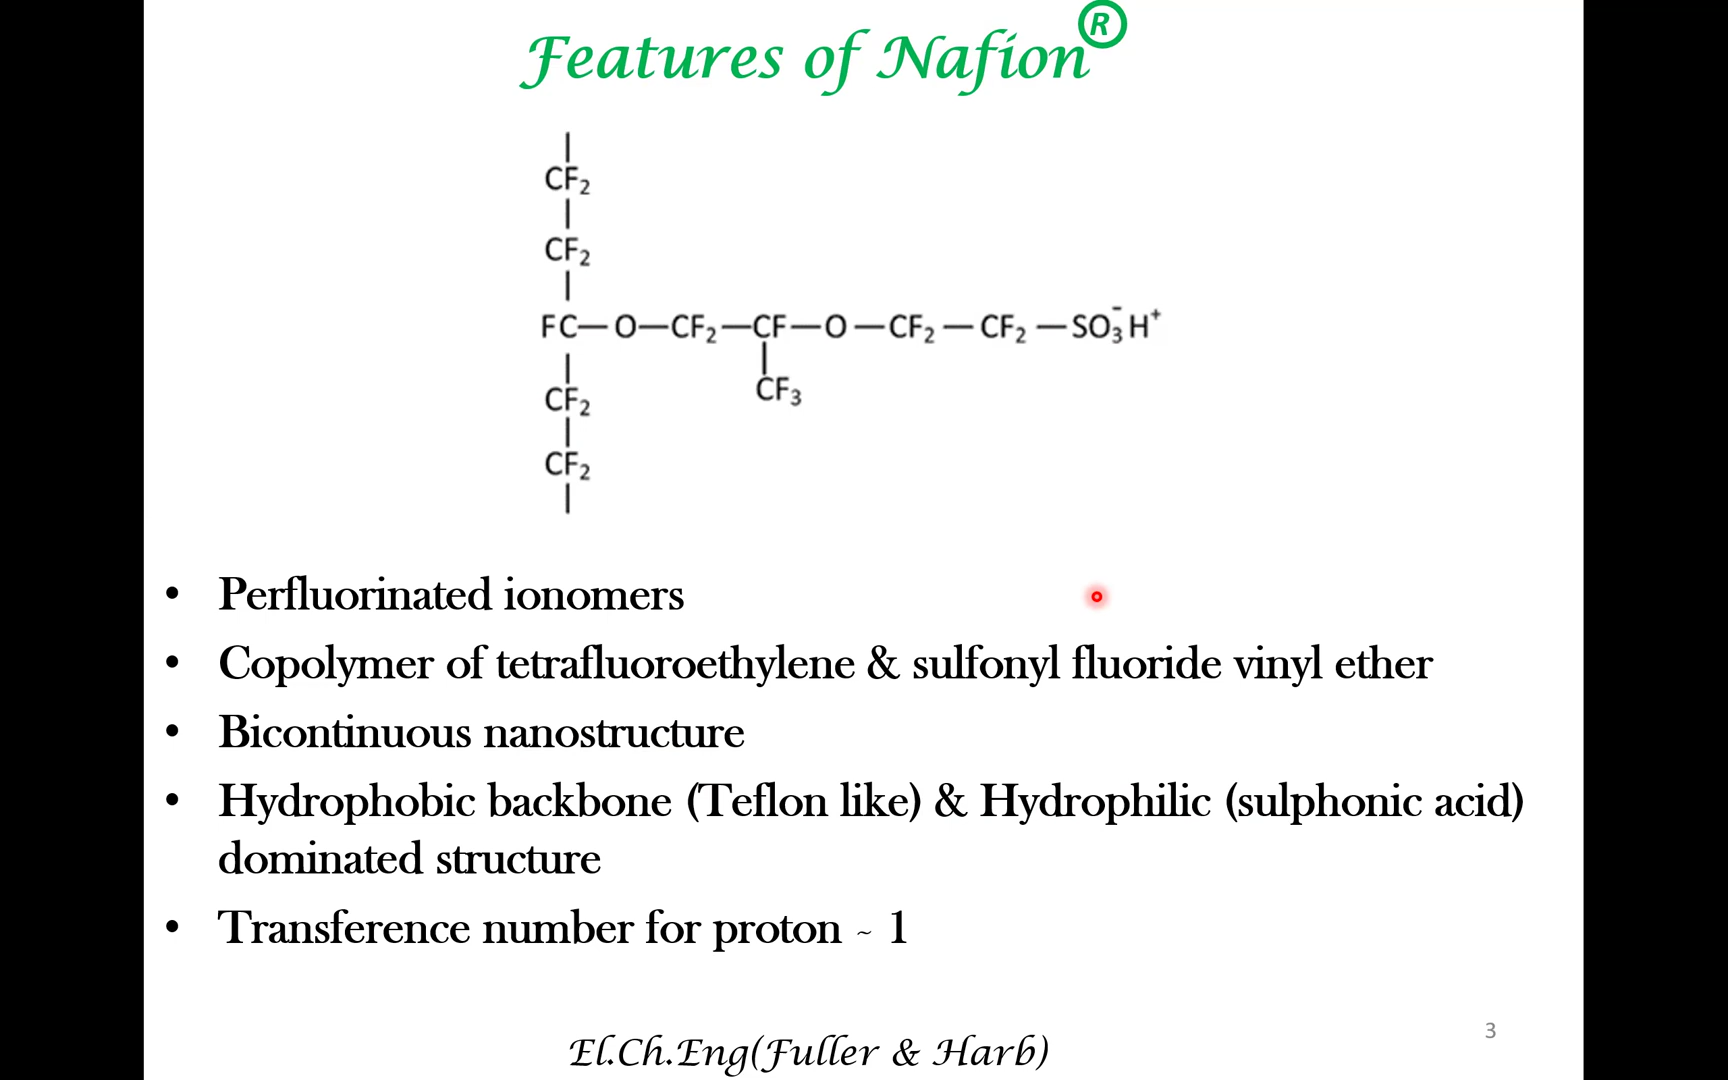 Features of Nafion®
|
CF₂
|
CF₂
|
FC—O—CF₂—CF—O—CF₂—CF₂—SO₃⁻H⁺
| |
CF₂ CF₃
|
CF₂
|
• Perfluorinated ionomers
• Copolymer of tetrafluoroethylene & sulfonyl fluoride vinyl ether
• Bicontinuous nanostructure
• Hydrophobic backbone (Teflon like) & Hydrophilic (sulphonic acid)
dominated structure
• Transference number for proton ~ 1
El.Ch.Eng(Fuller & Harb)
3